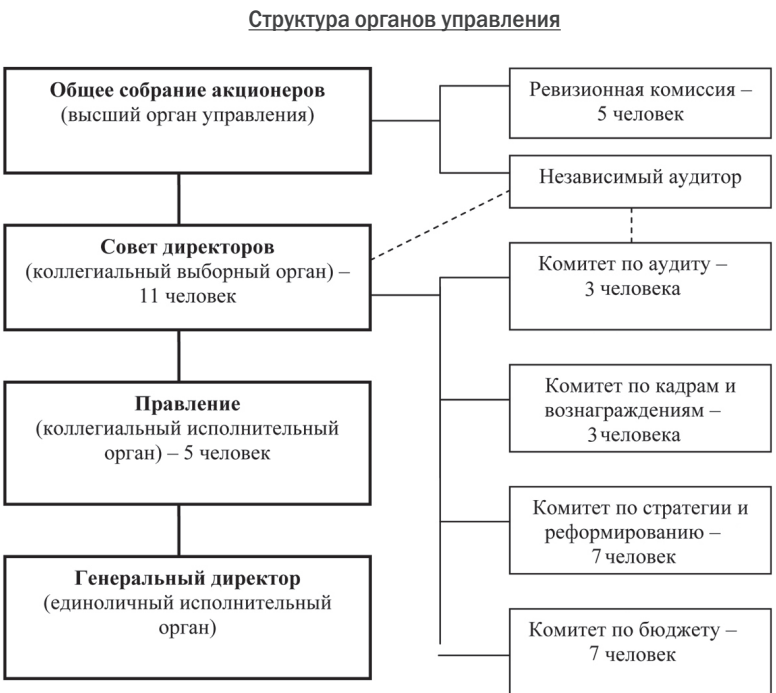 Структура органов управления
Общее собрание акционеров
(высший орган управления)
Ревизионная комиссия –
5 человек
Независимый аудитор
Совет директоров
(коллегиальный выборный орган) –
11 человек
Комитет по аудиту –
3 человека
Правление
(коллегиальный исполнительный
орган) – 5 человек
Комитет по кадрам и
вознаграждениям –
3 человека
Комитет по стратегии и
реформированию –
7 человек
Генеральный директор
(единоличный исполнительный
орган)
Комитет по бюджету –
7 человек